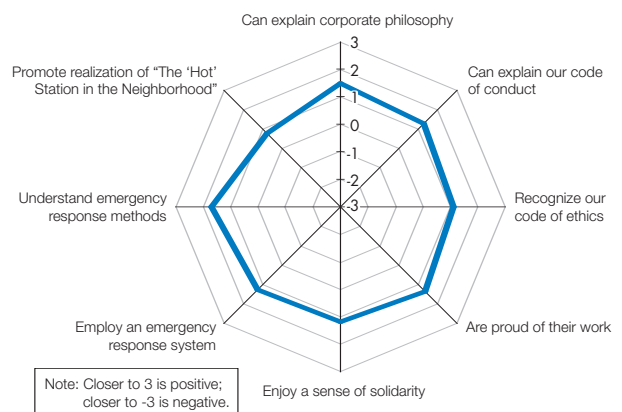 Can explain corporate philosophy
3
2
1
0
-1
-2
-3
Promote realization of “The ‘Hot’
Station in the Neighborhood”
Can explain our code
of conduct
Understand emergency
response methods
Recognize our
code of ethics
Employ an emergency
response system
Are proud of their work
Enjoy a sense of solidarity
Note: Closer to 3 is positive;
closer to -3 is negative.